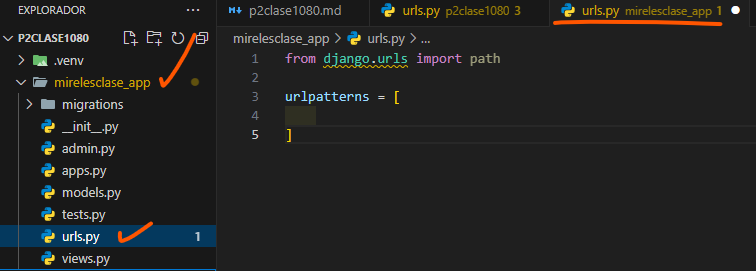 EXPLORADOR
P2CLASE1080
.venv
mirelesclase_app
migrations
__init__.py
admin.py
apps.py
models.py
tests.py
urls.py 1
views.py
p2clase1080.md
urls.py p2clase1080 3
urls.py mirelesclase_app 1
mirelesclase_app > urls.py > ...
1 from django.urls import path
2
3 urlpatterns = [
4
5 ]